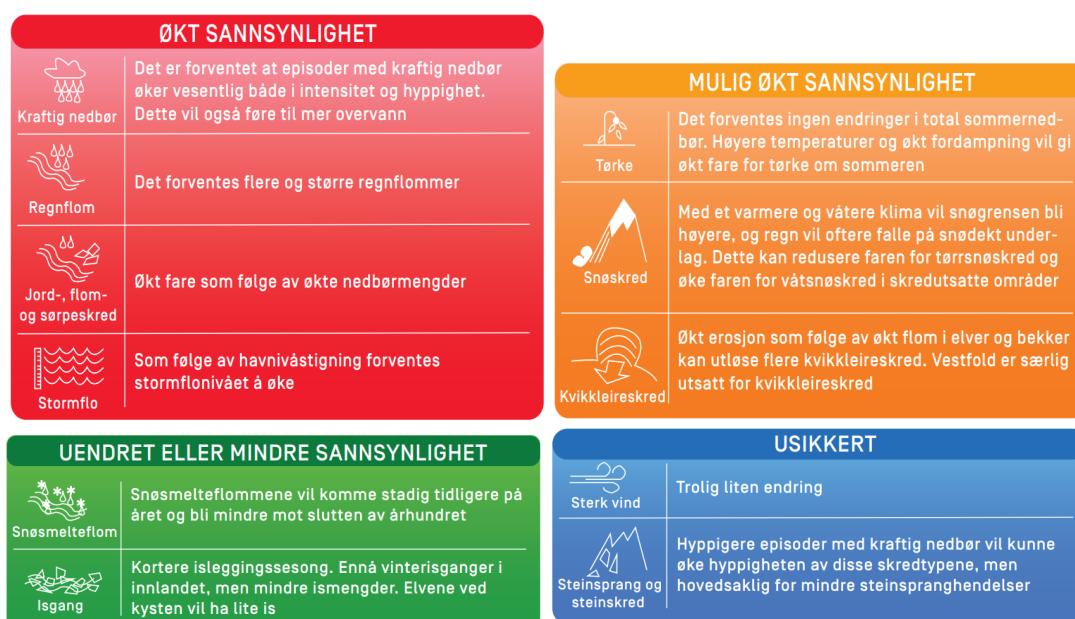 ØKT SANNSYNLIGHET
Kraftig nedbør
Det er forventet at episoder med kraftig nedbør
øker vesentlig både i intensitet og hyppighet.
Dette vil også føre til mer overvann
Regnflom
Det forventes flere og større regnflommer
Jord-, flom-
og sørpeskred
Økt fare som følge av økte nedbørmengder
Stormflo
Som følge av havnivåstigning forventes
stormflonivået å øke
MULIG ØKT SANNSYNLIGHET
Tørke
Det forventes ingen endringer i total sommerned-
bør. Høyere temperaturer og økt fordampning vil gi
økt fare for tørke om sommeren
Snøskred
Med et varmere og våtere klima vil snøgrensen bli
høyere, og regn vil oftere falle på snødekt under-
lag. Dette kan redusere faren for tørrsnøskred og
øke faren for våtsnøskred i skredutsatte områder
Kvikkleireskred
Økt erosjon som følge av økt flom i elver og bekker
kan utløse flere kvikkleireskred. Vestfold er særlig
utsatt for kvikkleireskred
UENDRET ELLER MINDRE SANNSYNLIGHET
Snøsmelteflom
Snøsmelteflommene vil komme stadig tidligere på
året og bli mindre mot slutten av århundret
Isgang
Kortere isleggingssesong. Ennå vinterisganger i
innlandet, men mindre ismengder. Elvene ved
kysten vil ha lite is
USIKKERT
Sterk vind
Trolig liten endring
Steinsprang og
steinskred
Hyppigere episoder med kraftig nedbør vil kunne
øke hyppigheten av disse skredtypene, men
hovedsaklig for mindre steinspranghendelser